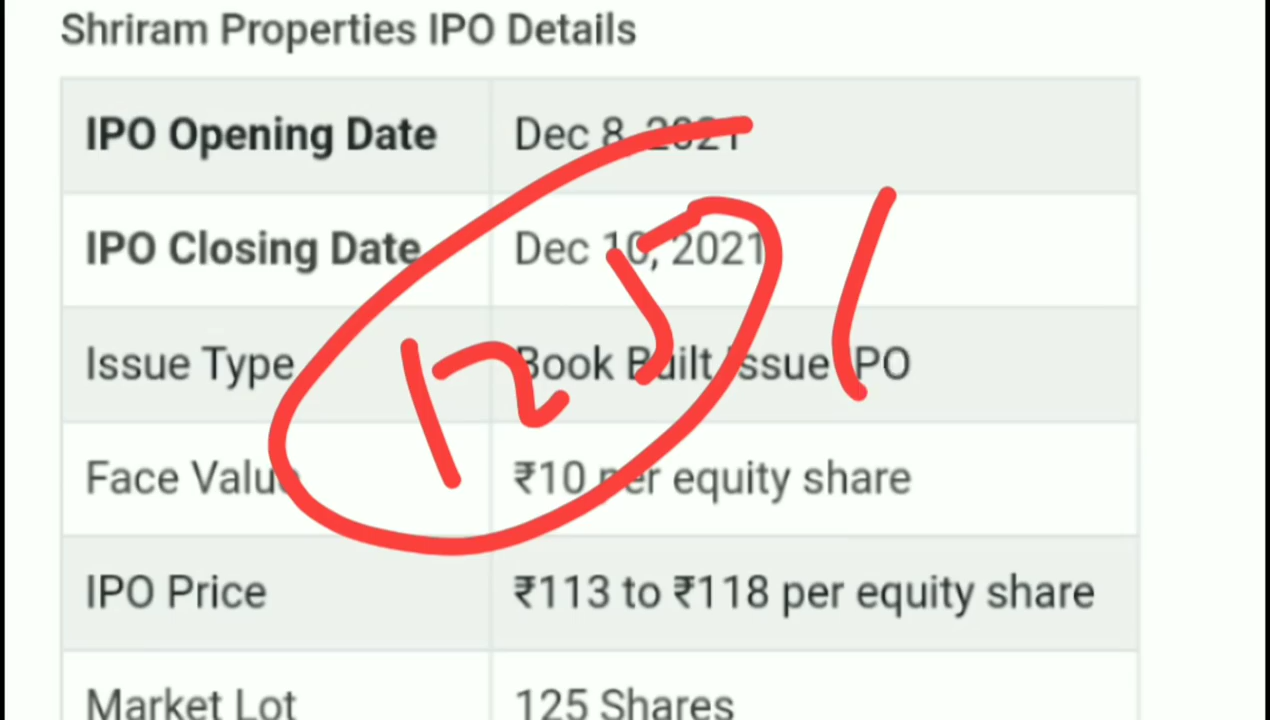 Shriram Properties IPO Details
IPO Opening Date Dec 8, 2021
IPO Closing Date Dec 10, 2021
Issue Type Book Built Issue IPO
Face Value ₹10 per equity share
IPO Price ₹113 to ₹118 per equity share
Market Lot 125 Shares
125